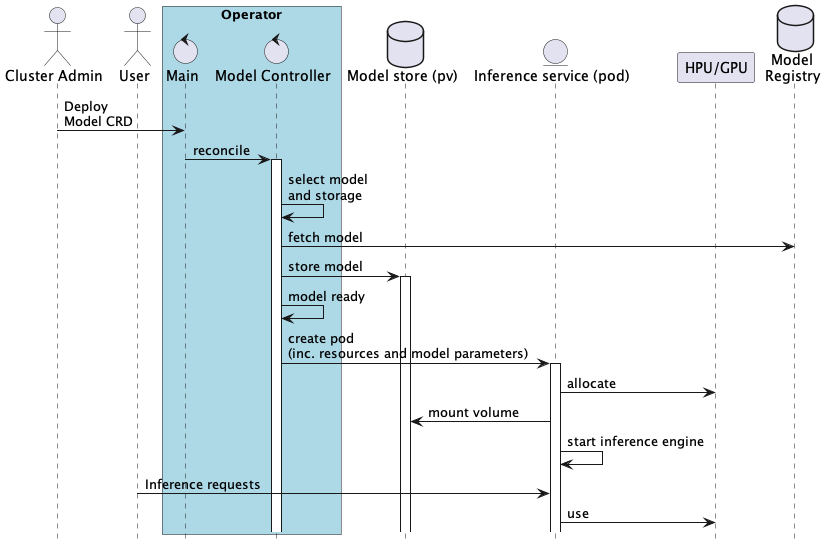 Operator
Cluster Admin
User
Main
Model Controller
Model store (pv)
Inference service (pod)
HPU/GPU
Model
Registry
Deploy
Model CRD
reconcile
select model
and storage
fetch model
store model
model ready
create pod
(inc. resources and model parameters)
allocate
mount volume
start inference engine
Inference requests
use